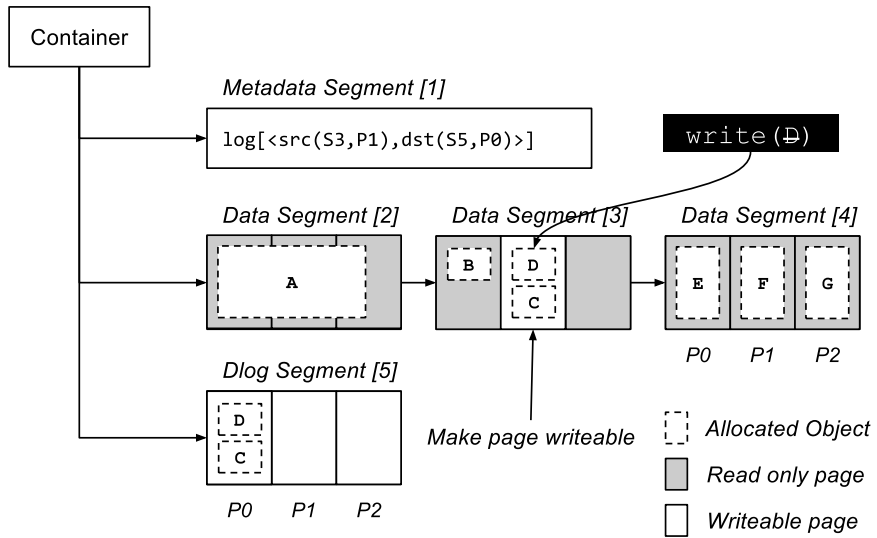 Container
Metadata Segment [1]
log[<src(S3,P1),dst(S5,P0)>]
write(D)
Data Segment [2]
Data Segment [3]
Data Segment [4]
A
B
D
C
E
F
G
P0
P1
P2
Dlog Segment [5]
D
C
P0
P1
P2
Make page writeable
Allocated Object
Read only page
Writeable page